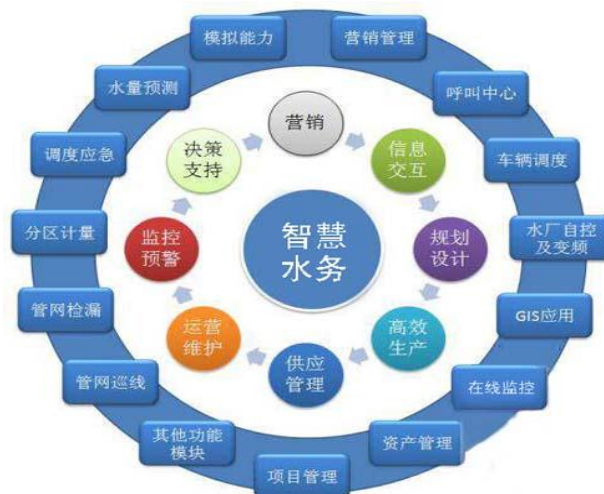 模拟能力
营销管理
呼叫中心
车辆调度
水厂自控
及变频
GIS应用
在线监控
资产管理
项目管理
其他功能
模块
管网巡线
管网检漏
分区计量
调度应急
水量预测
营销
信息
交互
规划
设计
高效
生产
供应
管理
运营
维护
监控
预警
决策
支持
智慧
水务